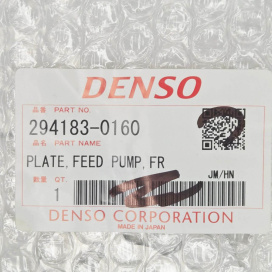 DENSO
品番 PART NO
294183-0160
品名 PART NAME
PLATE, FEED PUMP, FR
数量 QT. JM/HN
1
DENSO CORPORATION
MADE IN JAPAN